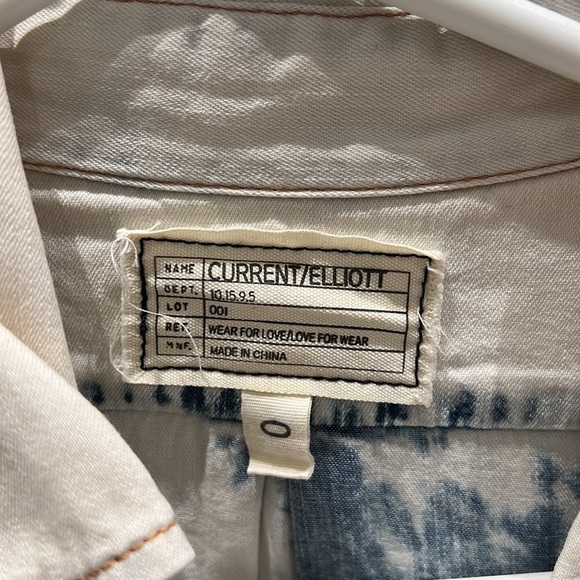 NAME CURRENT/ELLIOTT
DEPT. 10.15.9.5
LOT 001
REF. WEAR FOR LOVE/LOVE FOR WEAR
MNF. MADE IN CHINA
0